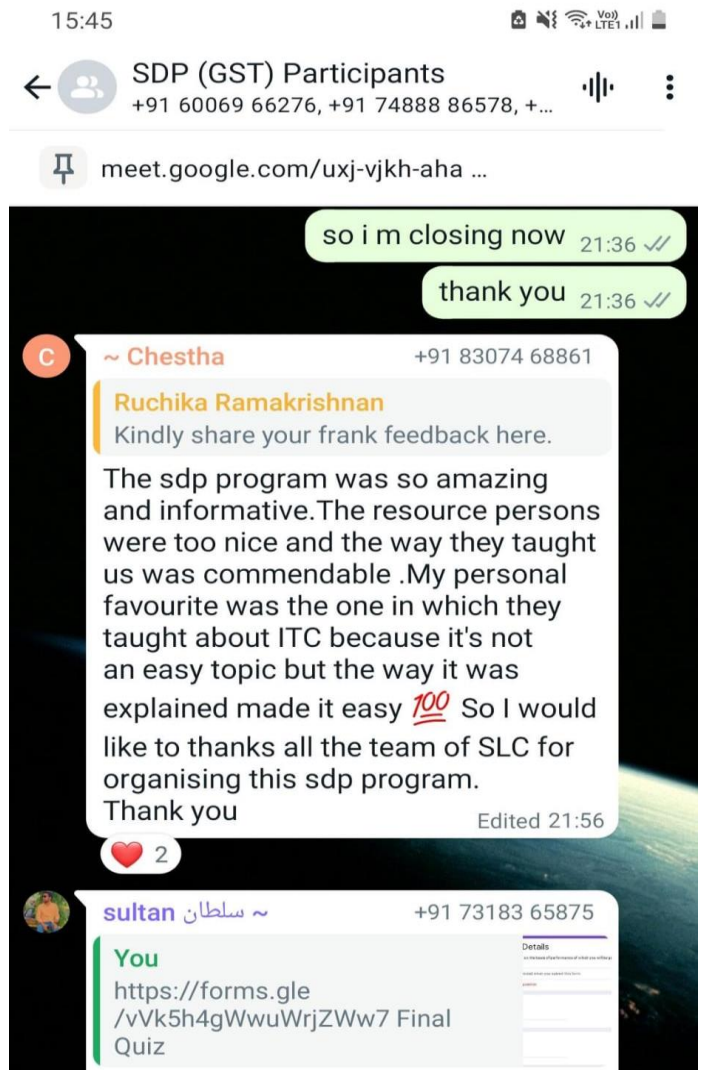 15:45
Vo)) LTE1
SDP (GST) Participants
+91 60069 66276, +91 74888 86578, +...
meet.google.com/uxj-vjkh-aha ...
so i m closing now 21:36
thank you 21:36
C
~ Chestha +91 83074 68861
Ruchika Ramakrishnan
Kindly share your frank feedback here.
The sdp program was so amazing
and informative.The resource persons
were too nice and the way they taught
us was commendable .My personal
favourite was the one in which they
taught about ITC because it's not
an easy topic but the way it was
explained made it easy 💯 So I would
like to thanks all the team of SLC for
organising this sdp program.
Thank you
Edited 21:56
❤️ 2
sultan سلطان ~ +91 73183 65875
You
https://forms.gle
/vVk5h4gWwuWrjZWw7 Final
Quiz
Details